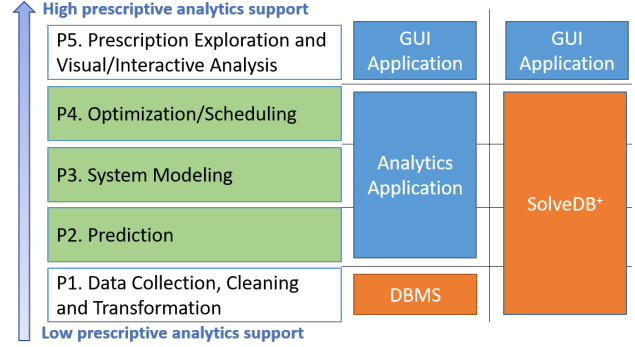 High prescriptive analytics support
P5. Prescription Exploration and
Visual/Interactive Analysis
GUI
Application
GUI
Application
P4. Optimization/Scheduling
P3. System Modeling
P2. Prediction
Analytics
Application
SolveDB⁺
P1. Data Collection, Cleaning
and Transformation
DBMS
Low prescriptive analytics support